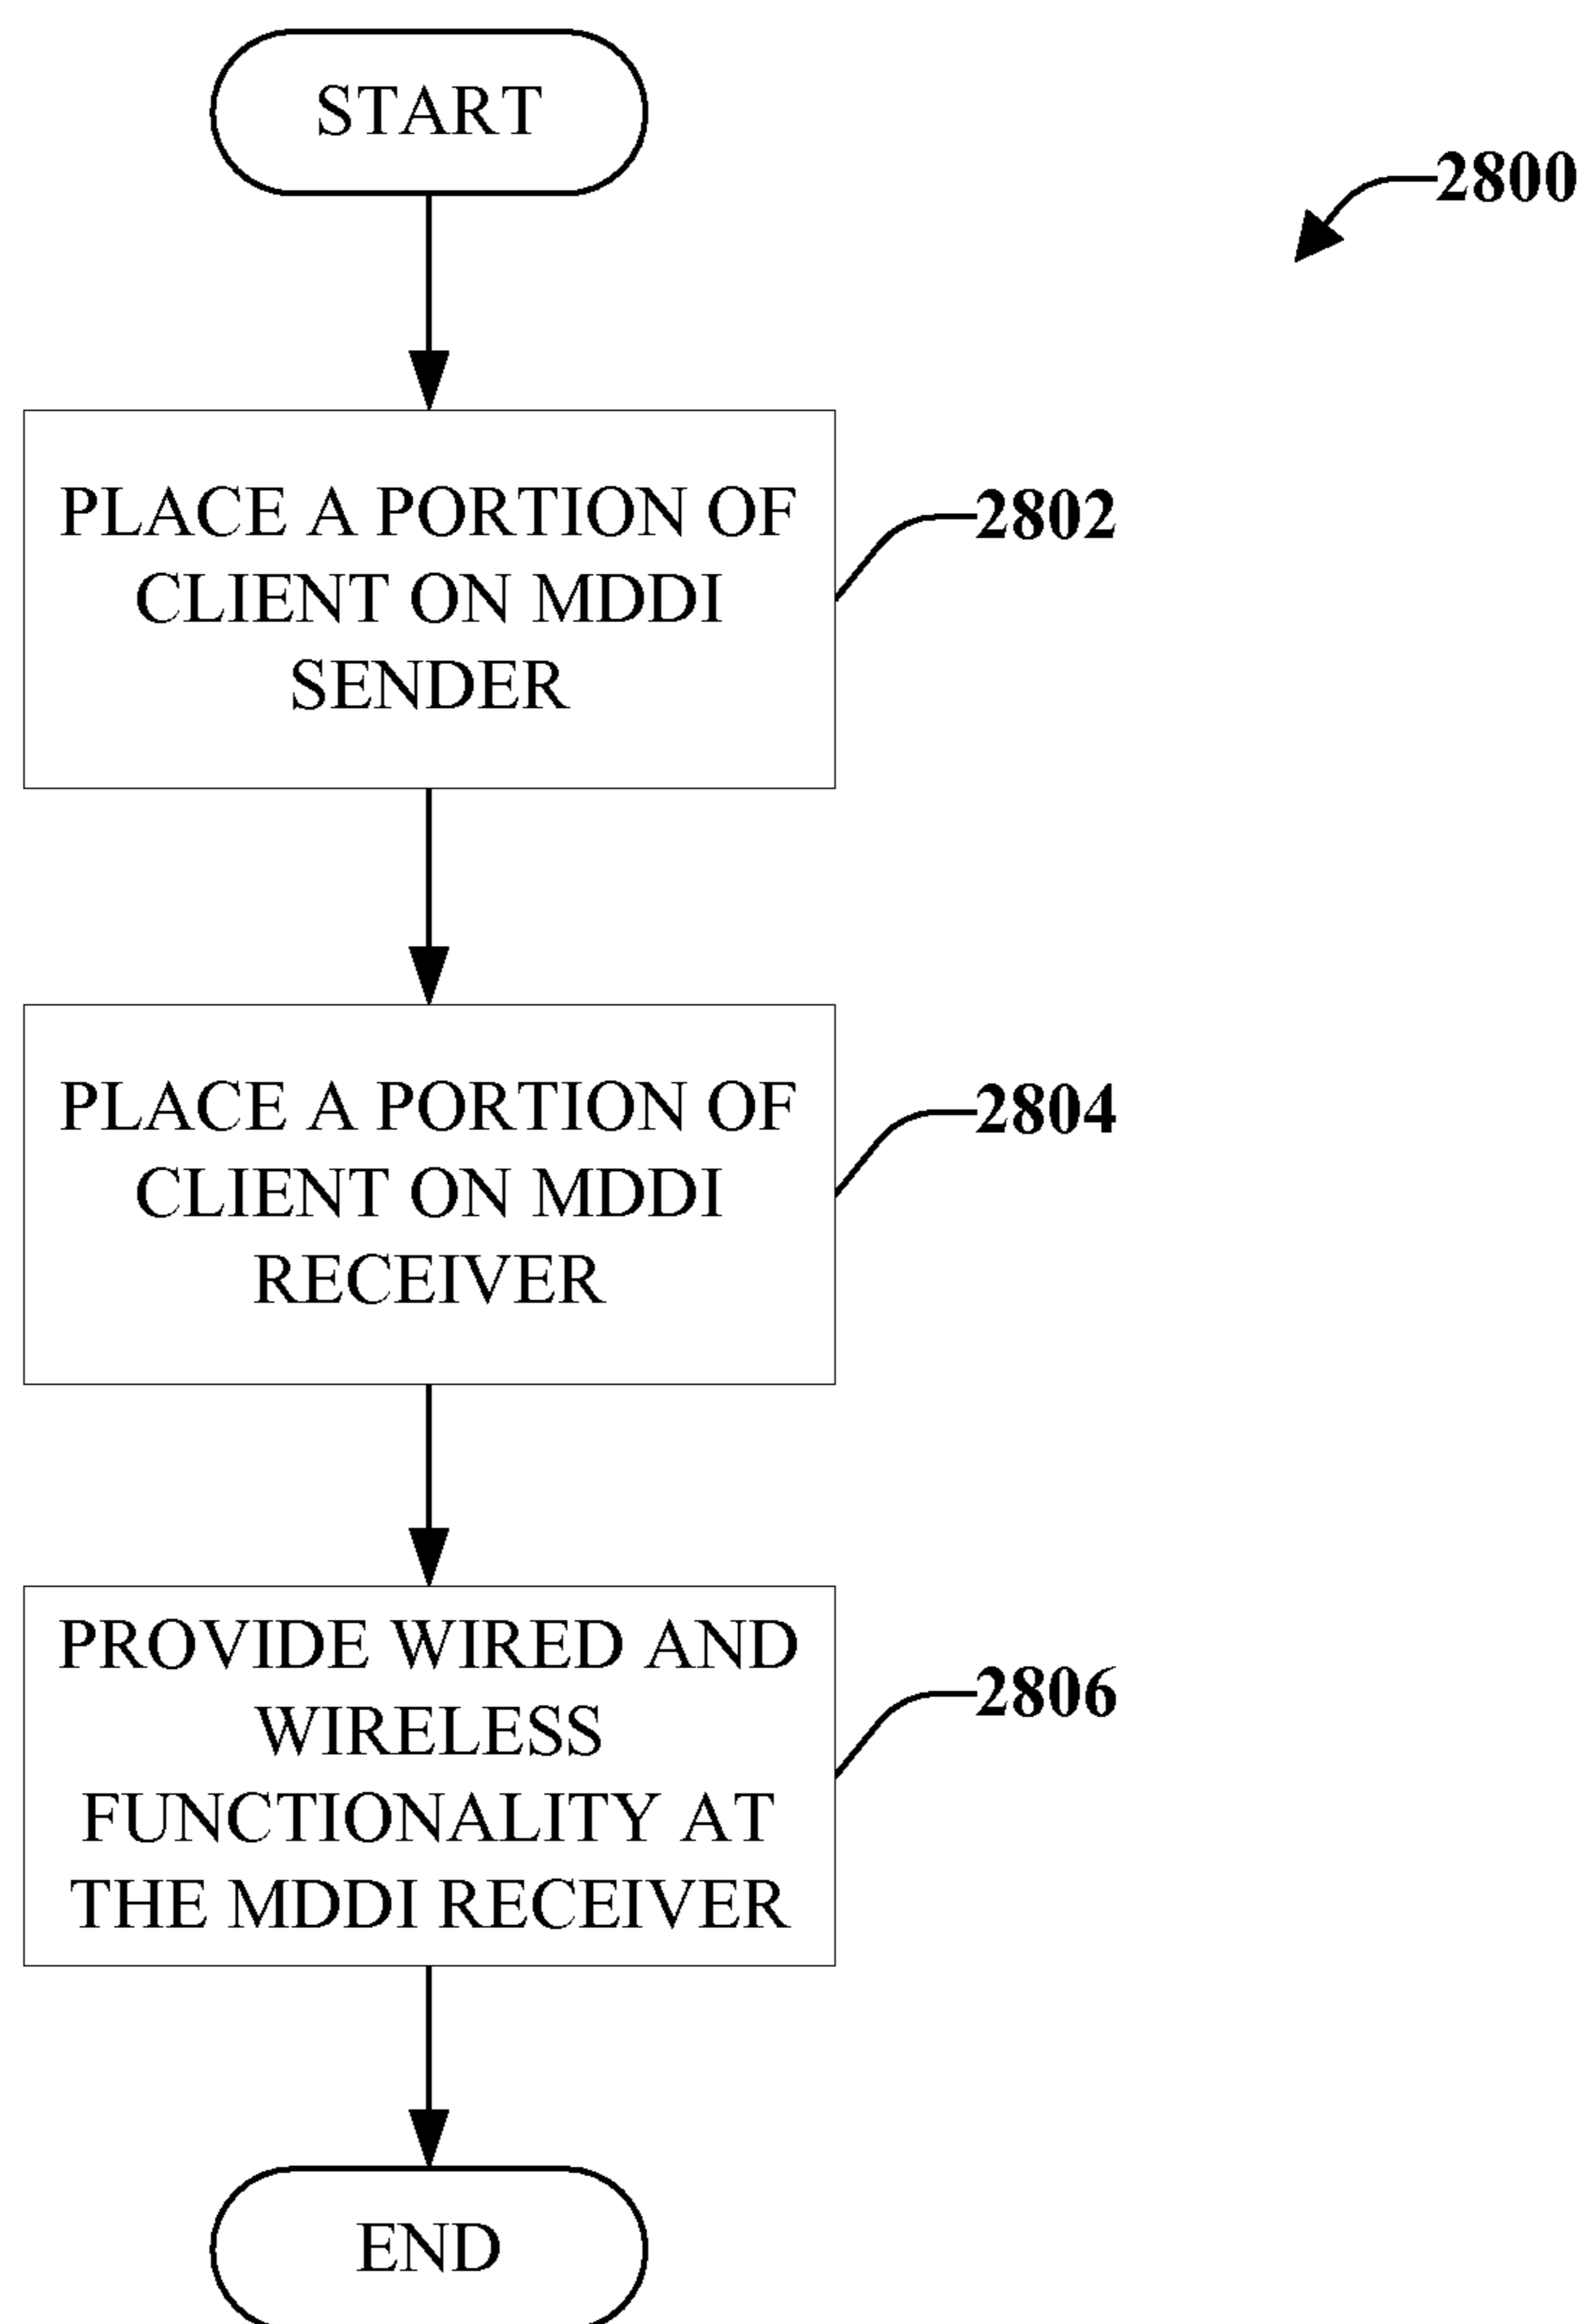 START
2800
PLACE A PORTION OF
CLIENT ON MDDI
SENDER
2802
PLACE A PORTION OF
CLIENT ON MDDI
RECEIVER
2804
PROVIDE WIRED AND
WIRELESS
FUNCTIONALITY AT
THE MDDI RECEIVER
2806
END